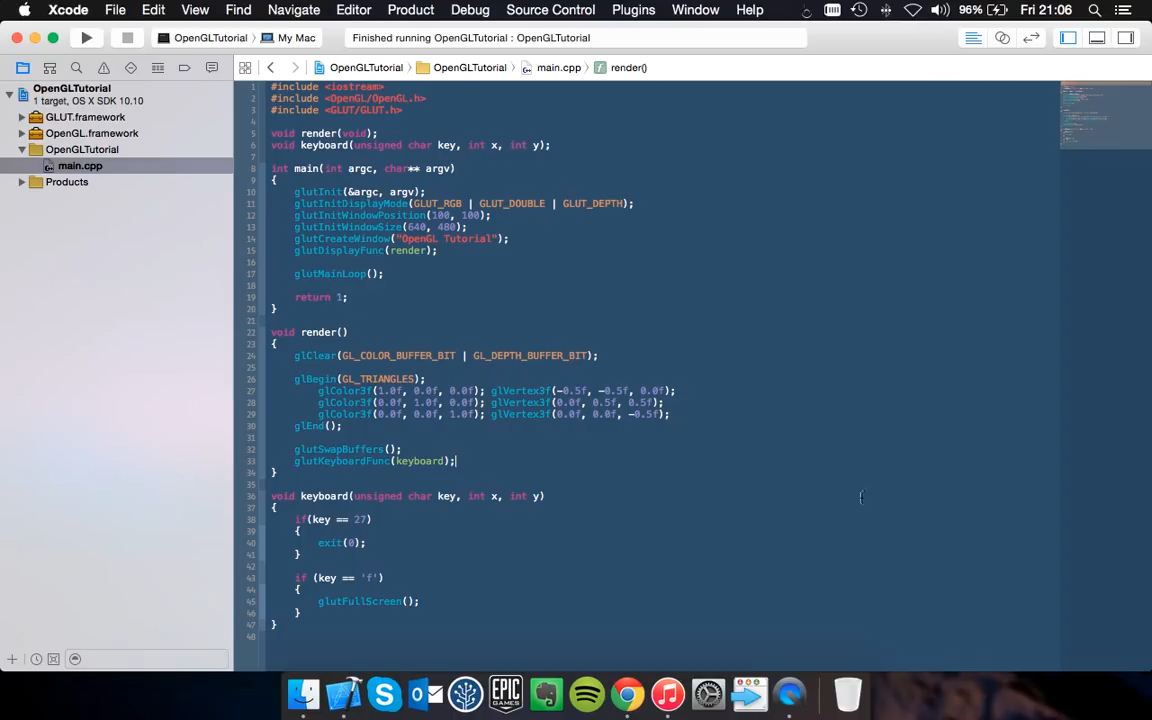 Xcode File Edit View Find Navigate Editor Product Debug Source Control Plugins Window Help 96% Fri 21:06
OpenGLTutorial My Mac Finished running OpenGLTutorial : OpenGLTutorial
OpenGLTutorial OpenGLTutorial main.cpp render()
OpenGLTutorial
1 target, OS X SDK 10.10
GLUT.framework
OpenGL.framework
OpenGLTutorial
main.cpp
Products
1 #include <iostream>
2 #include <OpenGL/OpenGL.h>
3 #include <GLUT/GLUT.h>
4
5 void render(void);
6 void keyboard(unsigned char key, int x, int y);
7
8 int main(int argc, char** argv)
9 {
10 glutInit(&argc, argv);
11 glutInitDisplayMode(GLUT_RGB | GLUT_DOUBLE | GLUT_DEPTH);
12 glutInitWindowPosition(100, 100);
13 glutInitWindowSize(640, 480);
14 glutCreateWindow("OpenGL Tutorial");
15 glutDisplayFunc(render);
16
17 glutMainLoop();
18
19 return 1;
20 }
21
22 void render()
23 {
24 glClear(GL_COLOR_BUFFER_BIT | GL_DEPTH_BUFFER_BIT);
25
26 glBegin(GL_TRIANGLES);
27 glColor3f(1.0f, 0.0f, 0.0f); glVertex3f(-0.5f, -0.5f, 0.0f);
28 glColor3f(0.0f, 1.0f, 0.0f); glVertex3f(0.0f, 0.5f, 0.5f);
29 glColor3f(0.0f, 0.0f, 1.0f); glVertex3f(0.0f, 0.0f, -0.5f);
30 glEnd();
31
32 glutSwapBuffers();
33 glutKeyboardFunc(keyboard);
34 }
35
36 void keyboard(unsigned char key, int x, int y)
37 {
38 if(key == 27)
39 {
40 exit(0);
41 }
42
43 if (key == 'f')
44 {
45 glutFullScreen();
46 }
47 }
48
EPIC
GAMES